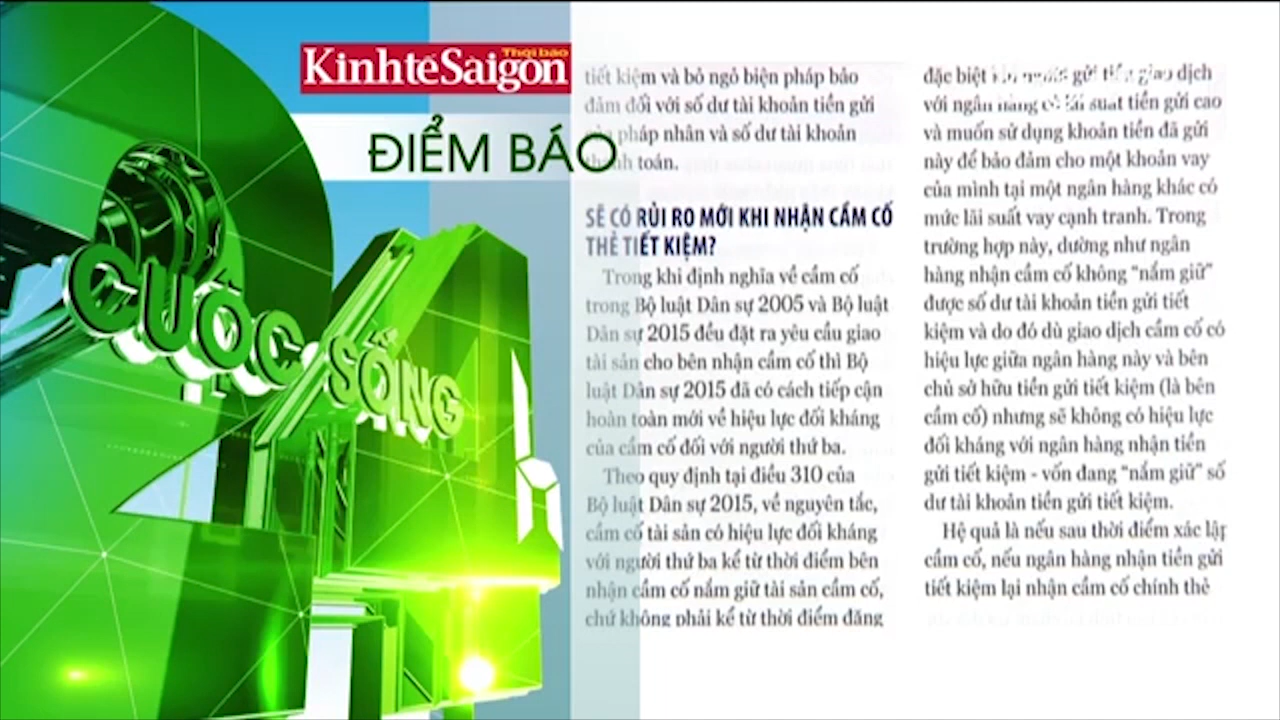 Thời báo
KinhtếSaigon
ĐIỂM BÁO
CUỘC SỐNG
24h
tiết kiệm và bỏ ngỏ biện pháp bảo
đảm đối với số dư tài khoản tiền gửi
của pháp nhân và số dư tài khoản
thanh toán.
SẼ CÓ RỦI RO MỚI KHI NHẬN CẦM CỐ
THẺ TIẾT KIỆM?
Trong khi định nghĩa về cầm cố
trong Bộ luật Dân sự 2005 và Bộ luật
Dân sự 2015 đều đặt ra yêu cầu giao
tài sản cho bên nhận cầm cố thì Bộ
luật Dân sự 2015 đã có cách tiếp cận
hoàn toàn mới về hiệu lực đối kháng
của cầm cố đối với người thứ ba.
Theo quy định tại điều 310 của
Bộ luật Dân sự 2015, về nguyên tắc,
cầm cố tài sản có hiệu lực đối kháng
với người thứ ba kể từ thời điểm bên
nhận cầm cố nắm giữ tài sản cầm cố,
chứ không phải kể từ thời điểm đăng
đặc biệt khi người gửi tiền giao dịch
với ngân hàng có lãi suất tiền gửi cao
và muốn sử dụng khoản tiền đã gửi
này để bảo đảm cho một khoản vay
của mình tại một ngân hàng khác có
mức lãi suất vay cạnh tranh. Trong
trường hợp này, dường như ngân
hàng nhận cầm cố không “nắm giữ”
được số dư tài khoản tiền gửi tiết
kiệm và do đó dù giao dịch cầm cố có
hiệu lực giữa ngân hàng này và bên
chủ sở hữu tiền gửi tiết kiệm (là bên
cầm cố) nhưng sẽ không có hiệu lực
đối kháng với ngân hàng nhận tiền
gửi tiết kiệm - vốn đang “nắm giữ” số
dư tài khoản tiền gửi tiết kiệm.
Hệ quả là nếu sau thời điểm xác lập
cầm cố, nếu ngân hàng nhận tiền gửi
tiết kiệm lại nhận cầm cố chính thẻ